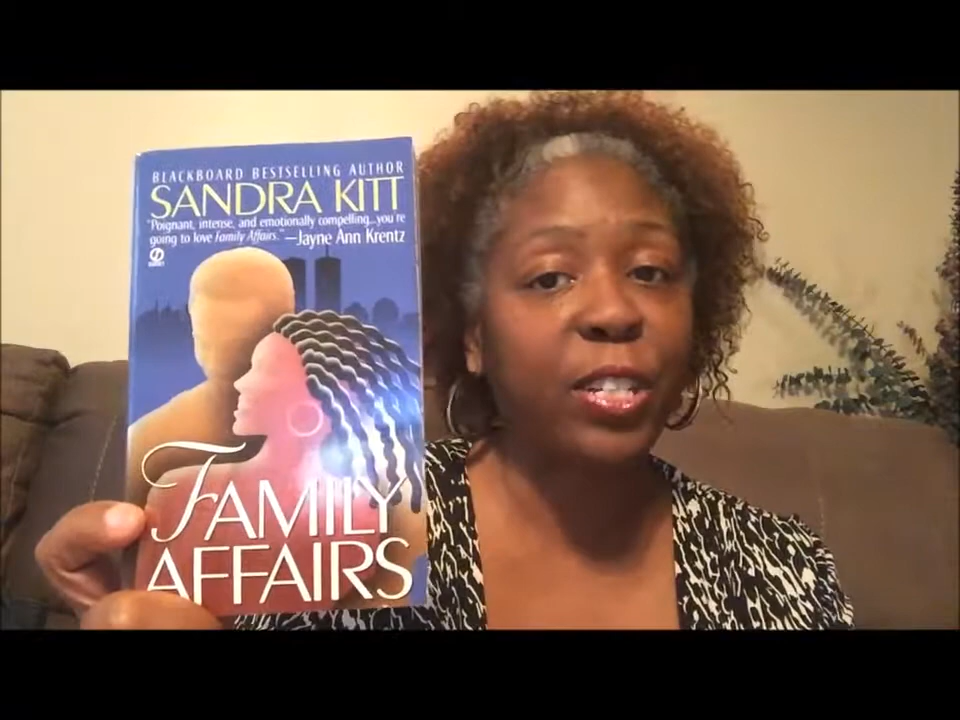 BLACKBOARD BESTSELLING AUTHOR
SANDRA KITT
"Poignant, intense, and emotionally compelling...you're
going to love Family Affairs." —Jayne Ann Krentz
FAMILY
AFFAIRS